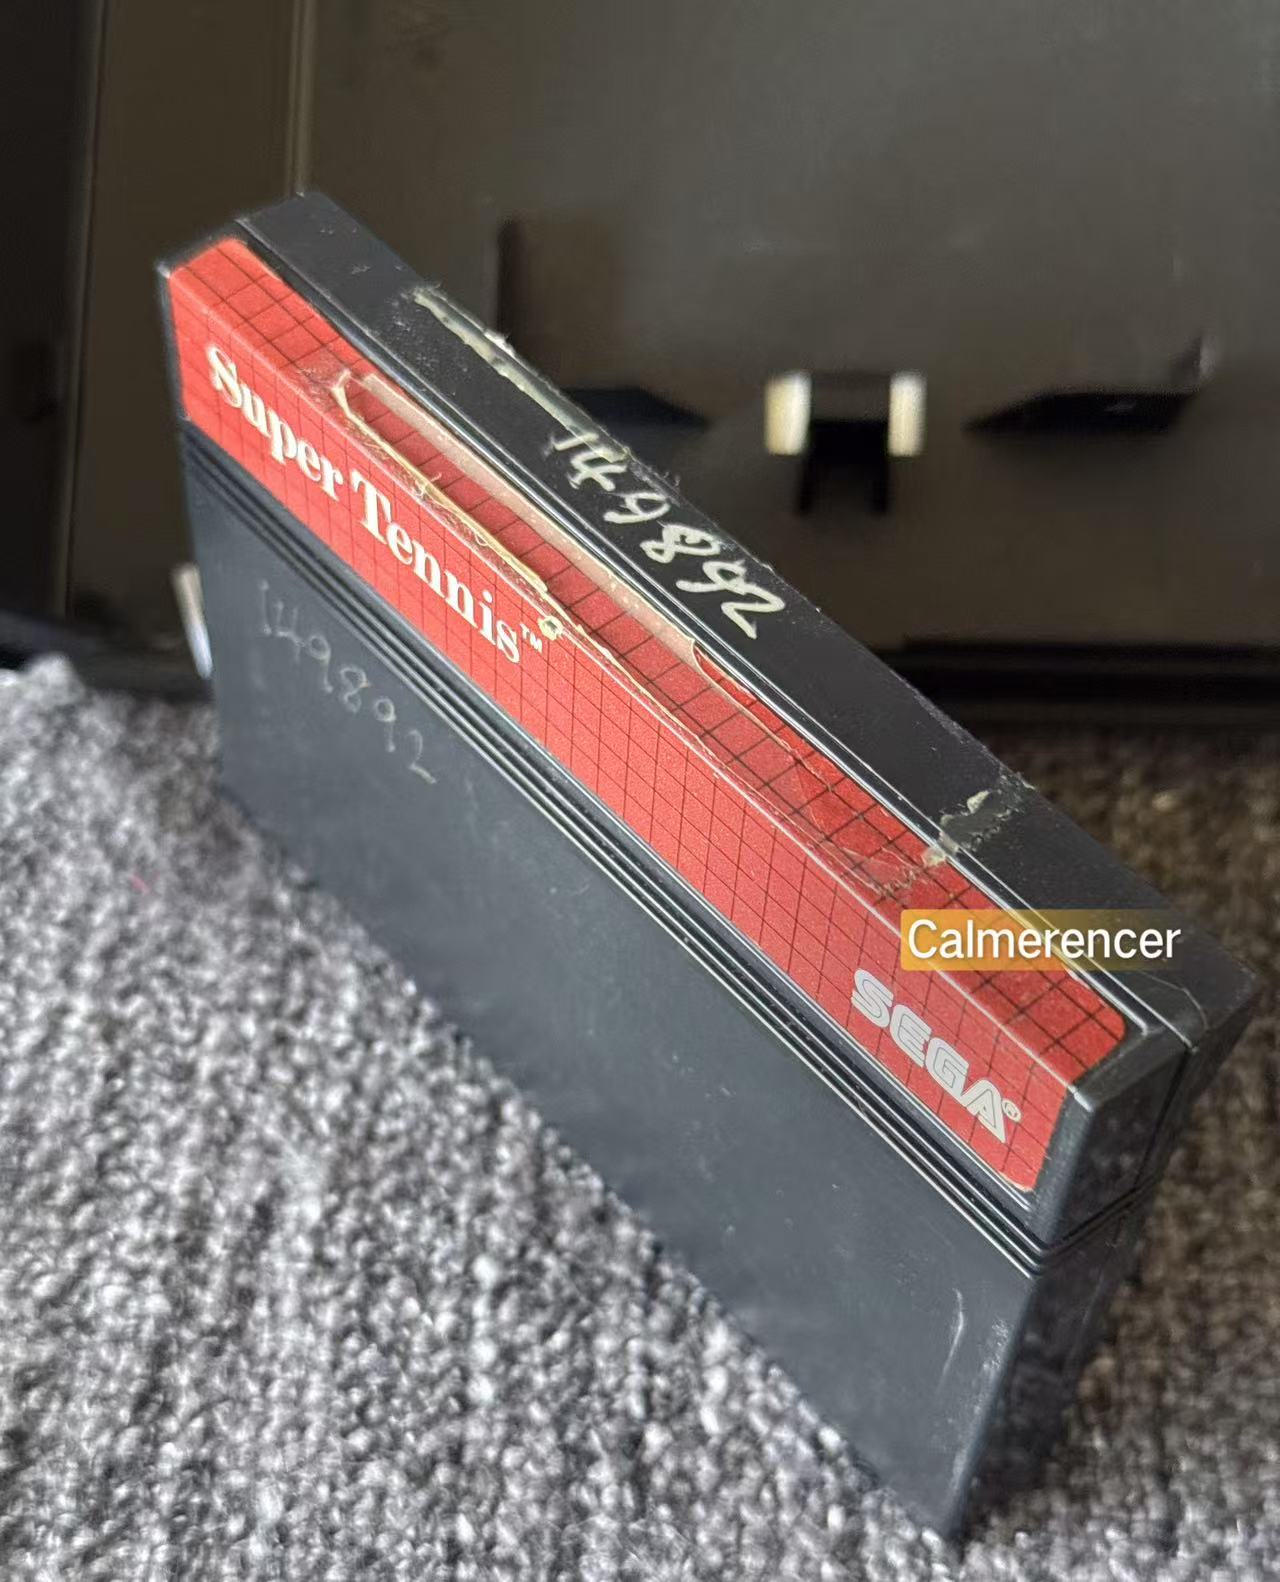 149892
Super Tennis™
149892
Calmerencer
SEGA®